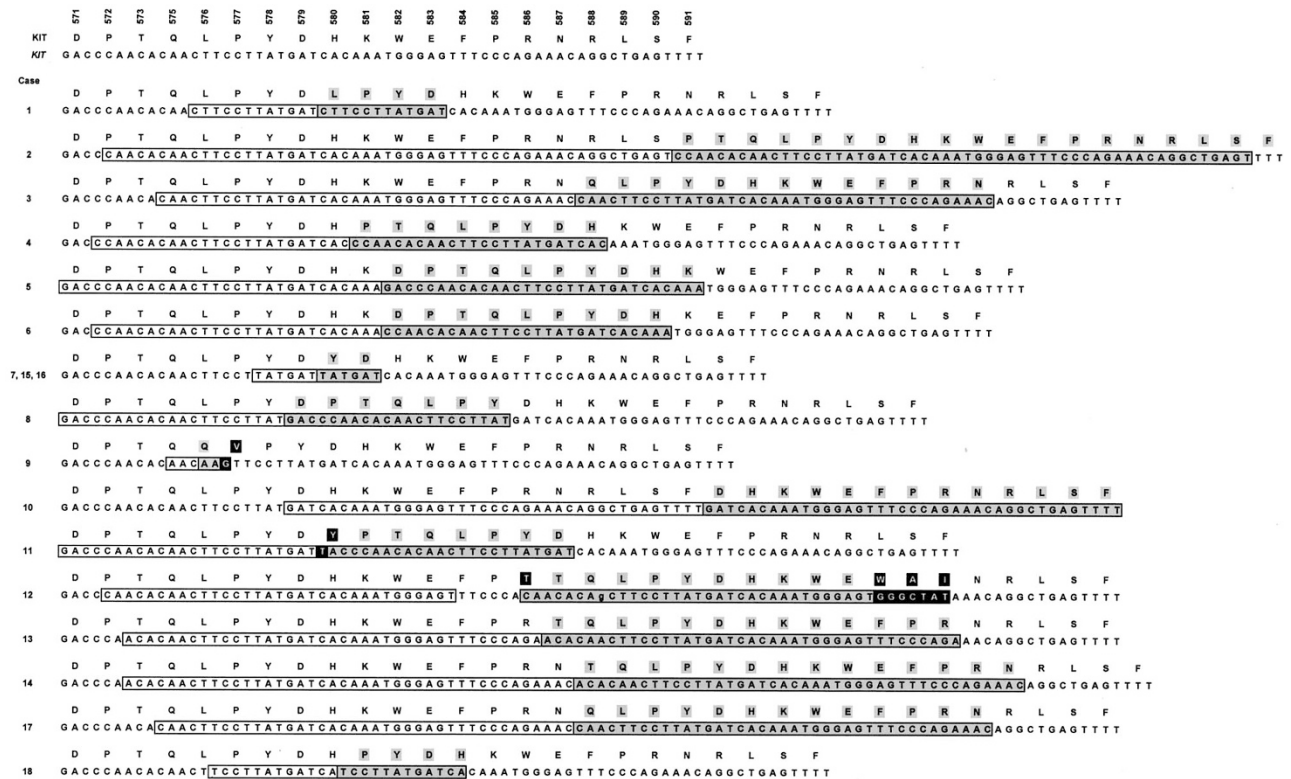 571 572 573 575 576 577 578 579 580 581 582 583 584 585 586 587 588 589 590 591
KIT D P T Q L P Y D H K W E F P R N R L S F
KIT GACCCAACACAACTTCCTTATGATCACAAATGGGAGTTTCCCAGAAACAGGCTGAGTTTT
Case
D P T Q L P Y D L P Y D H K W E F P R N R L S F
1 GACCCAACACAACTTCCTTATGATCTTCCTTATGATCACAAATGGGAGTTTCCCAGAAACAGGCTGAGTTTT
D P T Q L P Y D H K W E F P R N R L S P T Q L P Y D H K W E F P R N R L S F
2 GACCCAACACAACTTCCTTATGATCACAAATGGGAGTTTCCCAGAAACAGGCTGAGTCCAACACAACTTCCTTATGATCACAAATGGGAGTTTCCCAGAAACAGGCTGAGTTTT
D P T Q L P Y D H K W E F P R N Q L P Y D H K W E F P R N R L S F
3 GACCCAACACAACTTCCTTATGATCACAAATGGGAGTTTCCCAGAAACCAACTTCCTTATGATCACAAATGGGAGTTTCCCAGAAACAGGCTGAGTTTT
D P T Q L P Y D H P T Q L P Y D H K W E F P R N R L S F
4 GACCCAACACAACTTCCTTATGATCACCCAACACAACTTCCTTATGATCACAAATGGGAGTTTCCCAGAAACAGGCTGAGTTTT
D P T Q L P Y D H K D P T Q L P Y D H K W E F P R N R L S F
5 GACCCAACACAACTTCCTTATGATCACAAAGACCCAACACAACTTCCTTATGATCACAAATGGGAGTTTCCCAGAAACAGGCTGAGTTTT
D P T Q L P Y D H K D P T Q L P Y D H K E F P R N R L S F
6 GACCCAACACAACTTCCTTATGATCACAAACCAACACAACTTCCTTATGATCACAAATGGGAGTTTCCCAGAAACAGGCTGAGTTTT
D P T Q L P Y D Y D H K W E F P R N R L S F
7, 15, 16 GACCCAACACAACTTCCTTATGATTATGATCACAAATGGGAGTTTCCCAGAAACAGGCTGAGTTTT
D P T Q L P Y D P T Q L P Y D H K W E F P R N R L S F
8 GACCCAACACAACTTCCTTATGACCCAACACAACTTCCTTATGATCACAAATGGGAGTTTCCCAGAAACAGGCTGAGTTTT
D P T Q Q V P Y D H K W E F P R N R L S F
9 GACCCAACACAACAAGTTCCTTATGATCACAAATGGGAGTTTCCCAGAAACAGGCTGAGTTTT
D P T Q L P Y D H K W E F P R N R L S F D H K W E F P R N R L S F
10 GACCCAACACAACTTCCTTATGATCACAAATGGGAGTTTCCCAGAAACAGGCTGAGTTTTGATCACAAATGGGAGTTTCCCAGAAACAGGCTGAGTTTT
D P T Q L P Y D Y P T Q L P Y D H K W E F P R N R L S F
11 GACCCAACACAACTTCCTTATGATTACCCAACACAACTTCCTTATGATCACAAATGGGAGTTTCCCAGAAACAGGCTGAGTTTT
D P T Q L P Y D H K W E F P T T Q L P Y D H K W E W A I N R L S F
12 GACCCAACACAACTTCCTTATGATCACAAATGGGAGTTTCCCACAACACAgCTTCCTTATGATCACAAATGGGAGTGGGCTATAAACAGGCTGAGTTTT
D P T Q L P Y D H K W E F P R T Q L P Y D H K W E F P R N R L S F
13 GACCCAACACAACTTCCTTATGATCACAAATGGGAGTTTCCCAGAACACAACTTCCTTATGATCACAAATGGGAGTTTCCCAGAAACAGGCTGAGTTTT
D P T Q L P Y D H K W E F P R N T Q L P Y D H K W E F P R N R L S F
14 GACCCAACACAACTTCCTTATGATCACAAATGGGAGTTTCCCAGAAACACACAACTTCCTTATGATCACAAATGGGAGTTTCCCAGAAACAGGCTGAGTTTT
D P T Q L P Y D H K W E F P R N Q L P Y D H K W E F P R N R L S F
17 GACCCAACACAACTTCCTTATGATCACAAATGGGAGTTTCCCAGAAACCAACTTCCTTATGATCACAAATGGGAGTTTCCCAGAAACAGGCTGAGTTTT
D P T Q L P Y D H P Y D H K W E F P R N R L S F
18 GACCCAACACAACTTCCTTATGATCATCCTTATGATCACAAATGGGAGTTTCCCAGAAACAGGCTGAGTTTT